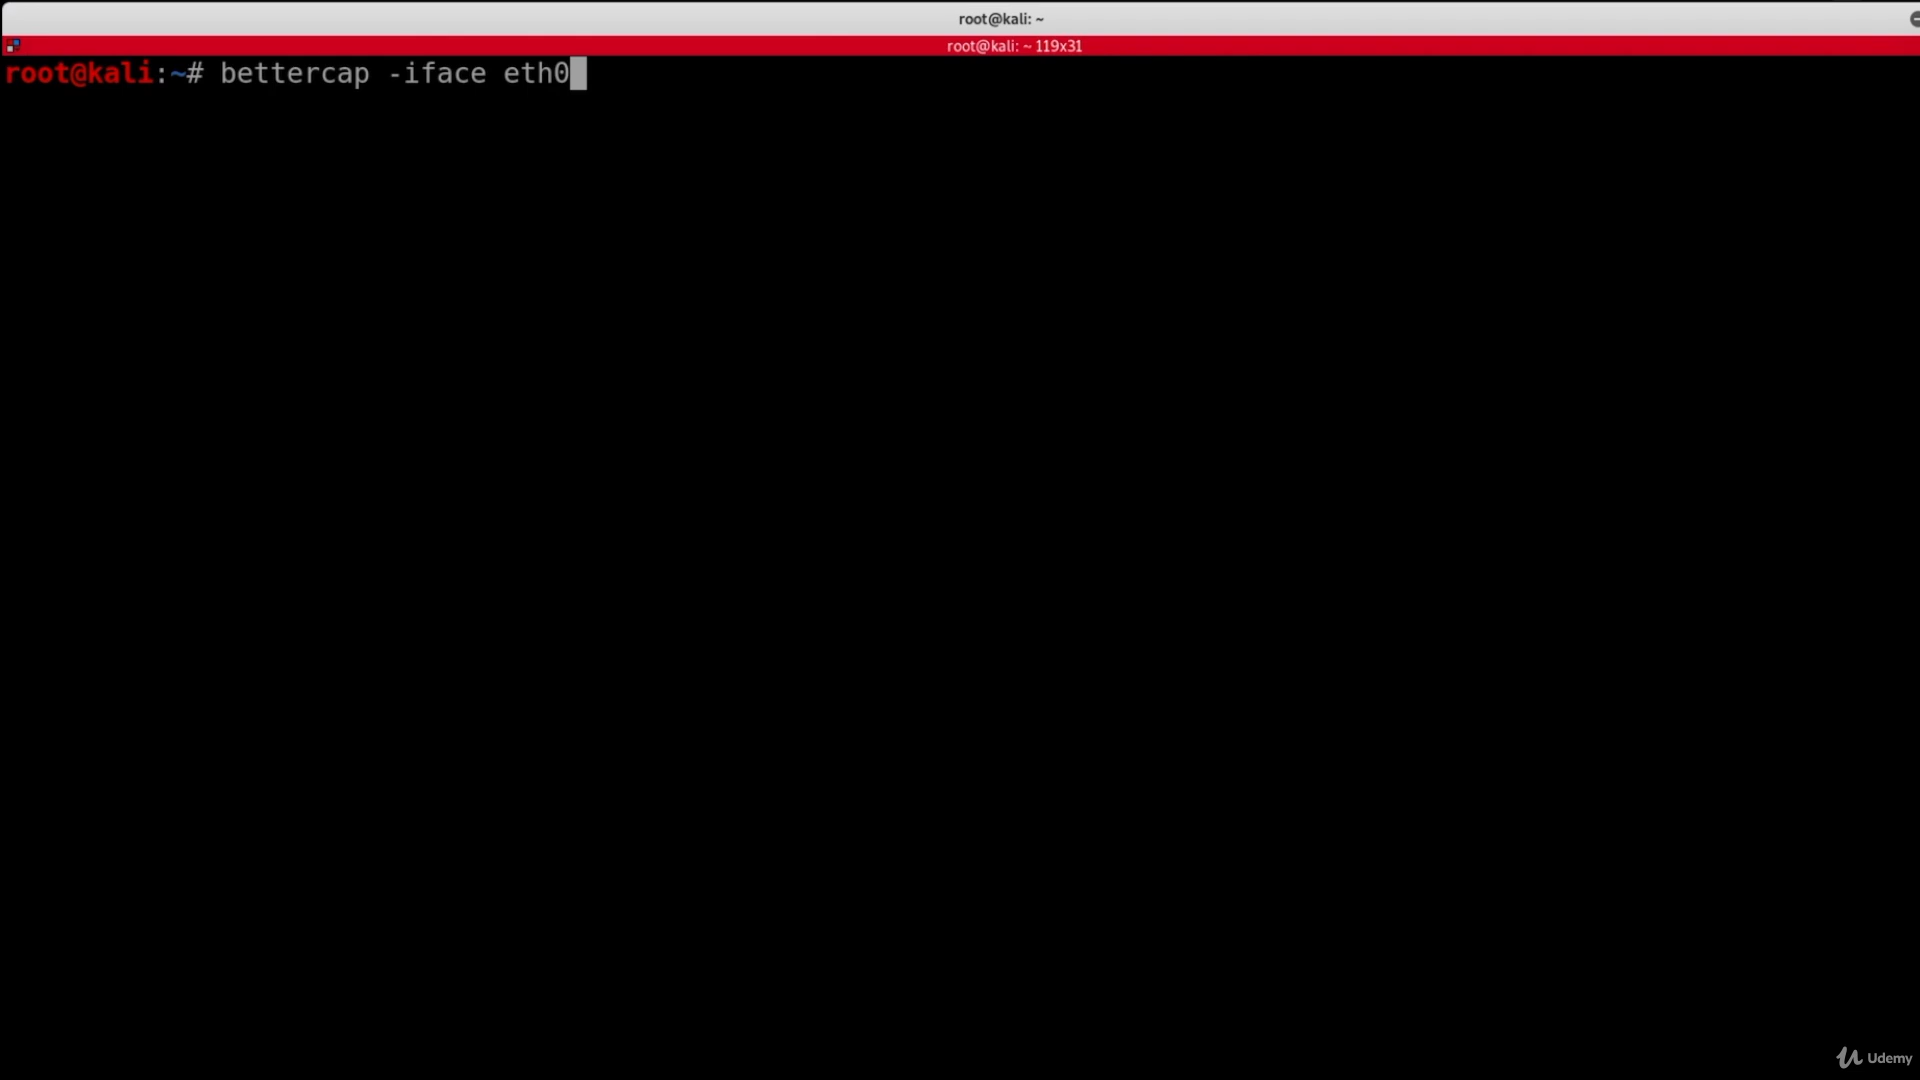 root@kali: ~
root@kali: ~ 119x31
root@kali:~# bettercap -iface eth0
Udemy